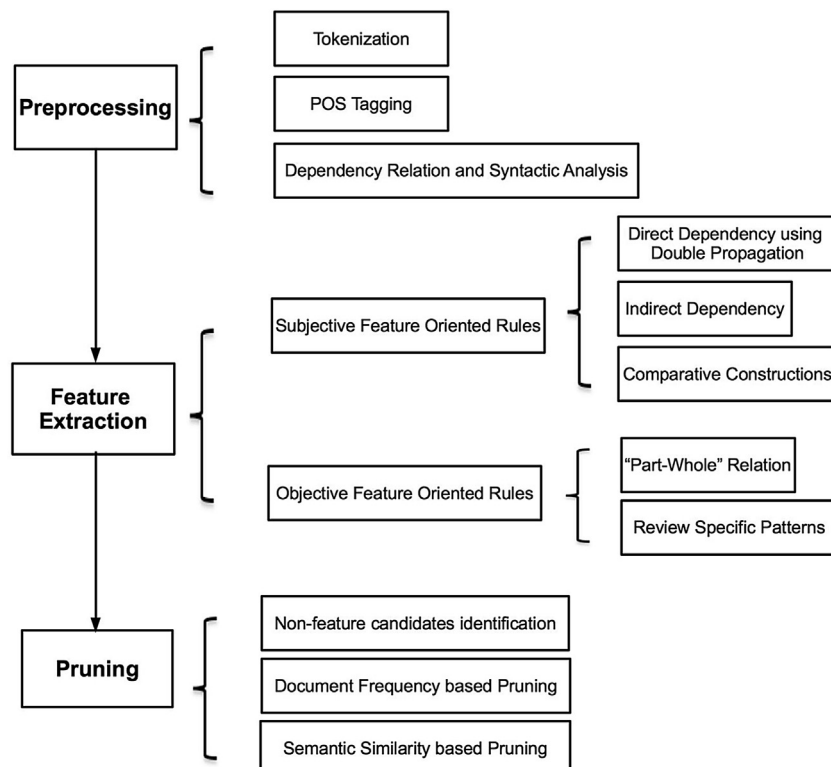 Tokenization
Preprocessing
POS Tagging
Dependency Relation and Syntactic Analysis
Direct Dependency using
Double Propagation
Indirect Dependency
Subjective Feature Oriented Rules
Comparative Constructions
Feature
Extraction
“Part-Whole” Relation
Objective Feature Oriented Rules
Review Specific Patterns
Non-feature candidates identification
Pruning
Document Frequency based Pruning
Semantic Similarity based Pruning